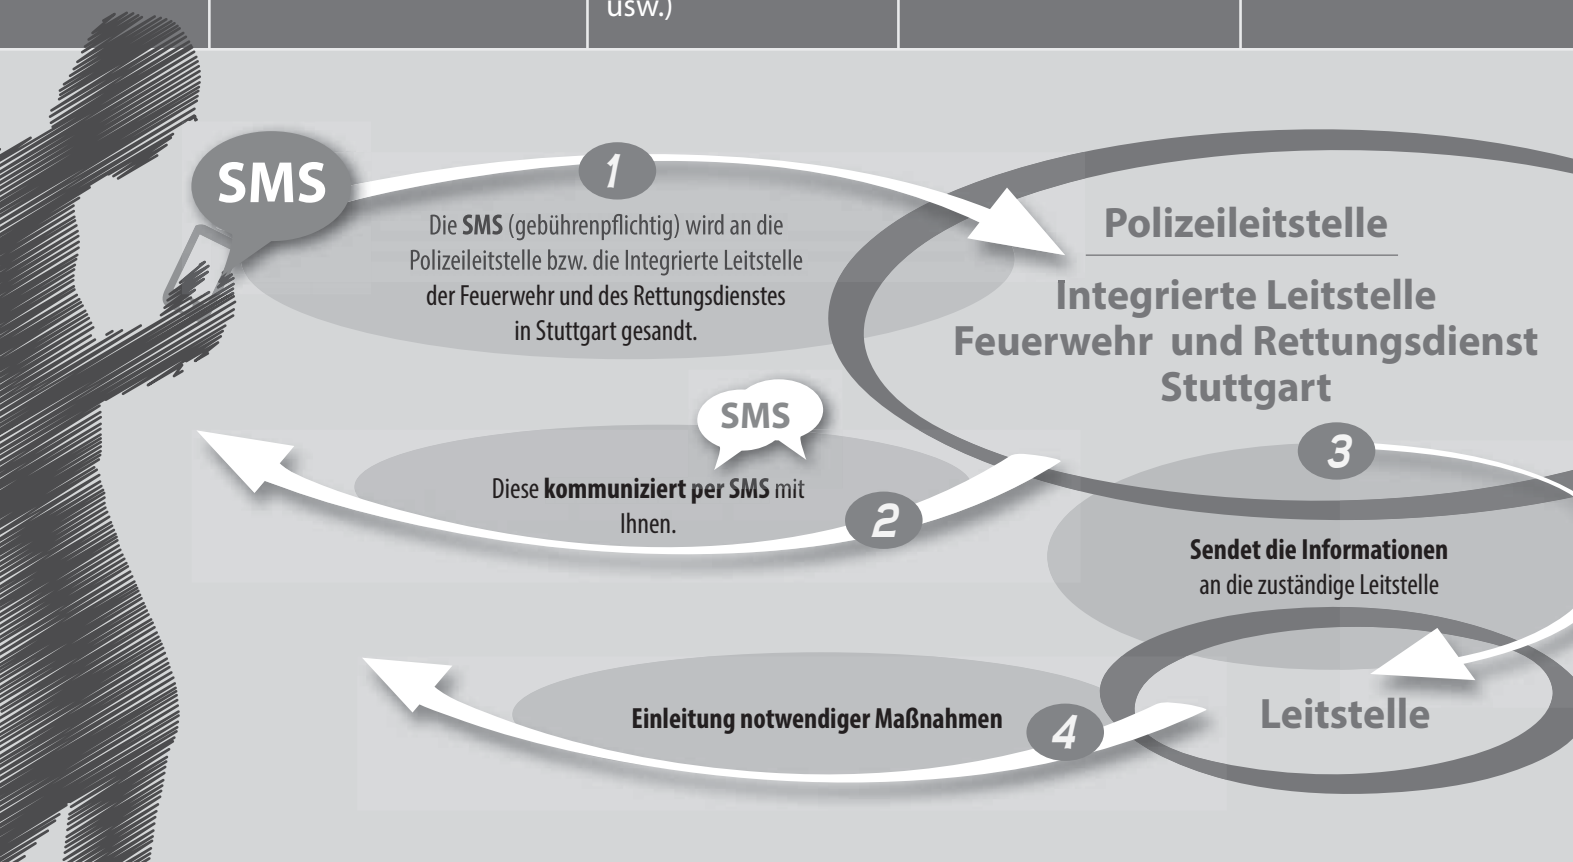 usw.)
SMS
1
Die SMS (gebührenpflichtig) wird an die
Polizeileitstelle bzw. die Integrierte Leitstelle
der Feuerwehr und des Rettungsdienstes
in Stuttgart gesandt.
Polizeileitstelle
Integrierte Leitstelle
Feuerwehr und Rettungsdienst
Stuttgart
SMS
Diese kommuniziert per SMS mit
Ihnen.
2
3
Sendet die Informationen
an die zuständige Leitstelle
Einleitung notwendiger Maßnahmen
4
Leitstelle